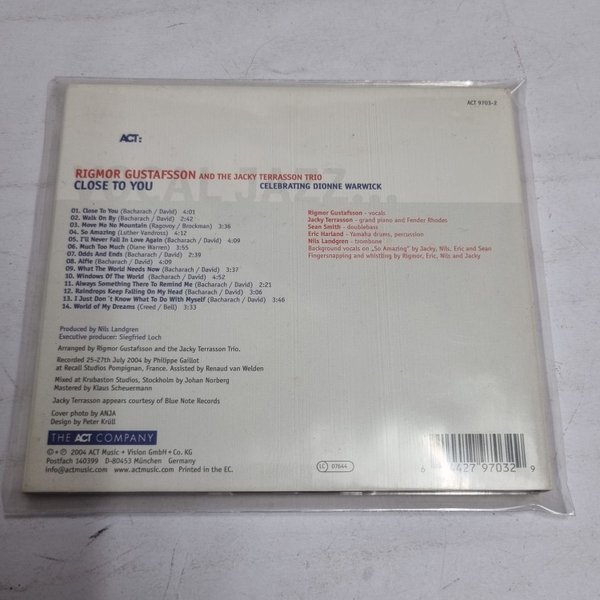 ACT 9703-2
ACT:
VOCAL JAZZ...
RIGMOR GUSTAFSSON AND THE JACKY TERRASSON TRIO
CLOSE TO YOU CELEBRATING DIONNE WARWICK
01. Close To You (Bacharach / David) 4:01
02. Walk On By (Bacharach / David) 2:42
03. Move Me No Mountain (Ragovoy / Brockman) 3:36
04. So Amazing (Luther Vandross) 4:12
05. I'll Never Fall In Love Again (Bacharach / David) 4:09
06. Much Too Much (Diane Warren) 3:55
07. Odds And Ends (Bacharach / David) 2:39
08. Alfie (Bacharach / David) 4:09
09. What The World Needs Now (Bacharach / David) 3:37
10. Windows Of The World (Bacharach / David) 4:52
11. Always Something There To Remind Me (Bacharach / David) 2:21
12. Raindrops Keep Falling On My Head (Bacharach / David) 3:06
13. I Just Don´t Know What To Do With Myself (Bacharach / David) 3:46
14. World of My Dreams (Creed / Bell) 3:33
Rigmor Gustafsson - vocals
Jacky Terrasson - grand piano and Fender Rhodes
Sean Smith - doublebass
Eric Harland - Yamaha drums, percussion
Nils Landgren - trombone
Background vocals on „So Amazing" by Jacky, Nils, Eric and Sean
Fingersnapping and whistling by Rigmor, Eric, Nils and Jacky
Produced by Nils Landgren
Executive producer: Siegfried Loch
Arranged by Rigmor Gustafsson and the Jacky Terrasson Trio.
Recorded 25-27th July 2004 by Philippe Gaillot
at Recall Studios Pompignan, France. Assisted by Renaud van Welden
Mixed at Krubaston Studios, Stockholm by Johan Norberg
Mastered by Klaus Scheuermann
Jacky Terrasson appears courtesy of Blue Note Records
Cover photo by ANJA
Design by Peter Krüll
THE ACT COMPANY
©+℗ 2004 ACT Music + Vision GmbH+Co. KG
Postfach 140399 D-80453 München Germany
info@actmusic.com www.actmusic.com Printed in the EC.
LC 07644
6 14427 97032 9